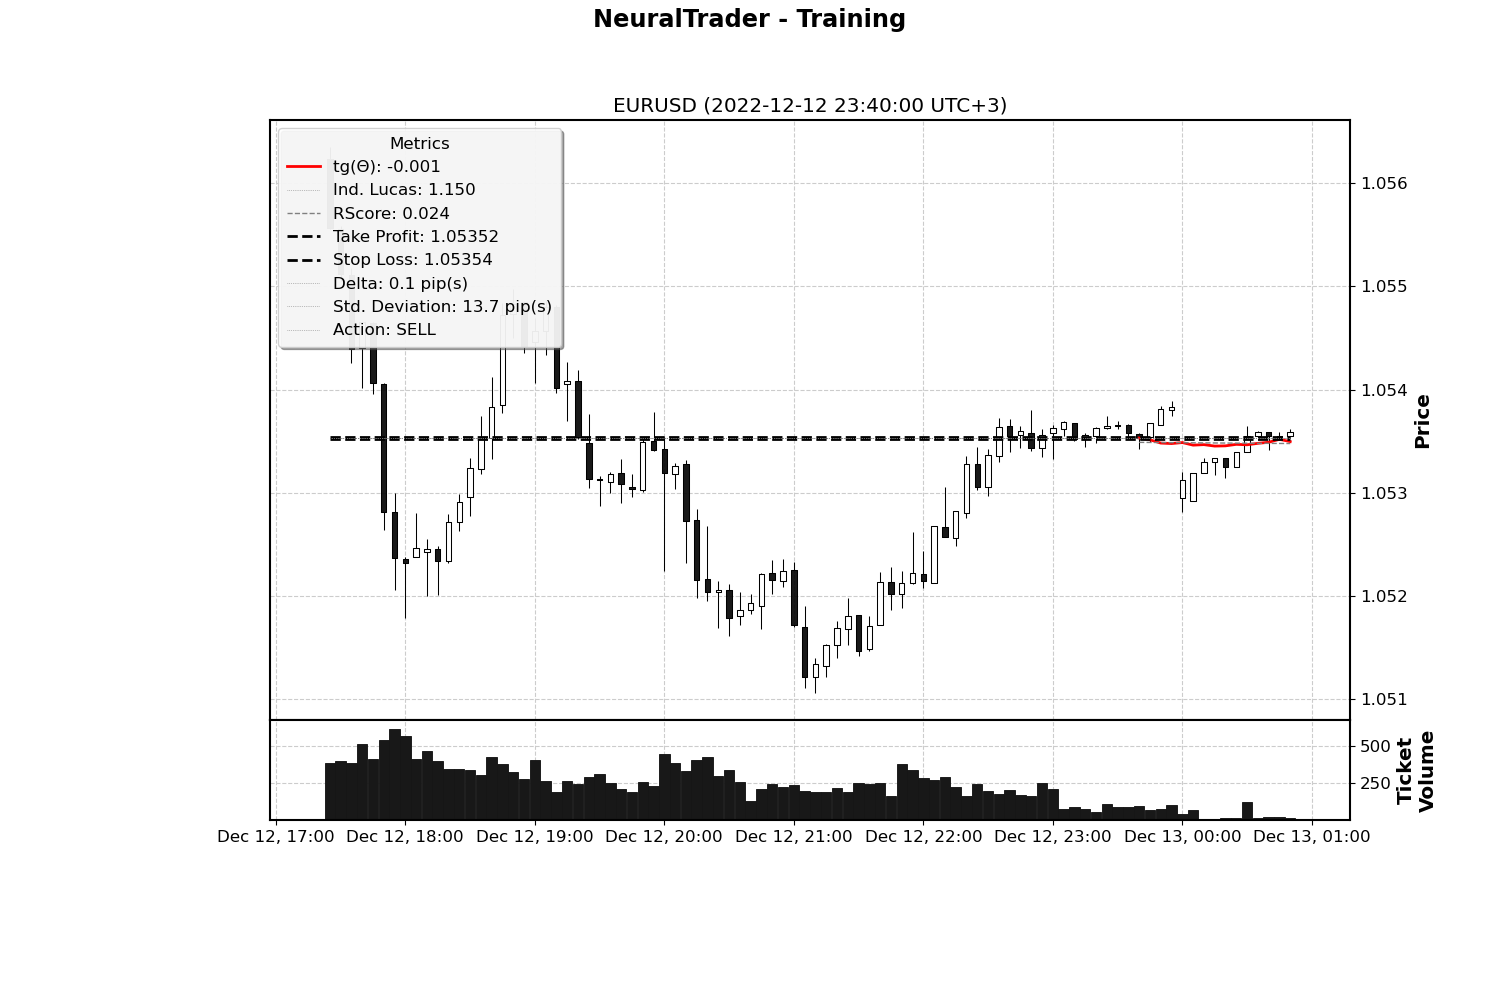 NeuralTrader - Training
EURUSD (2022-12-12 23:40:00 UTC+3)
Metrics
tg(Θ): -0.001
Ind. Lucas: 1.150
RScore: 0.024
Take Profit: 1.05352
Stop Loss: 1.05354
Delta: 0.1 pip(s)
Std. Deviation: 13.7 pip(s)
Action: SELL
1.056
1.055
1.054
1.053
1.052
1.051
Price
500
250
Ticket
Volume
Dec 12, 17:00 Dec 12, 18:00 Dec 12, 19:00 Dec 12, 20:00 Dec 12, 21:00 Dec 12, 22:00 Dec 12, 23:00 Dec 13, 00:00 Dec 13, 01:00